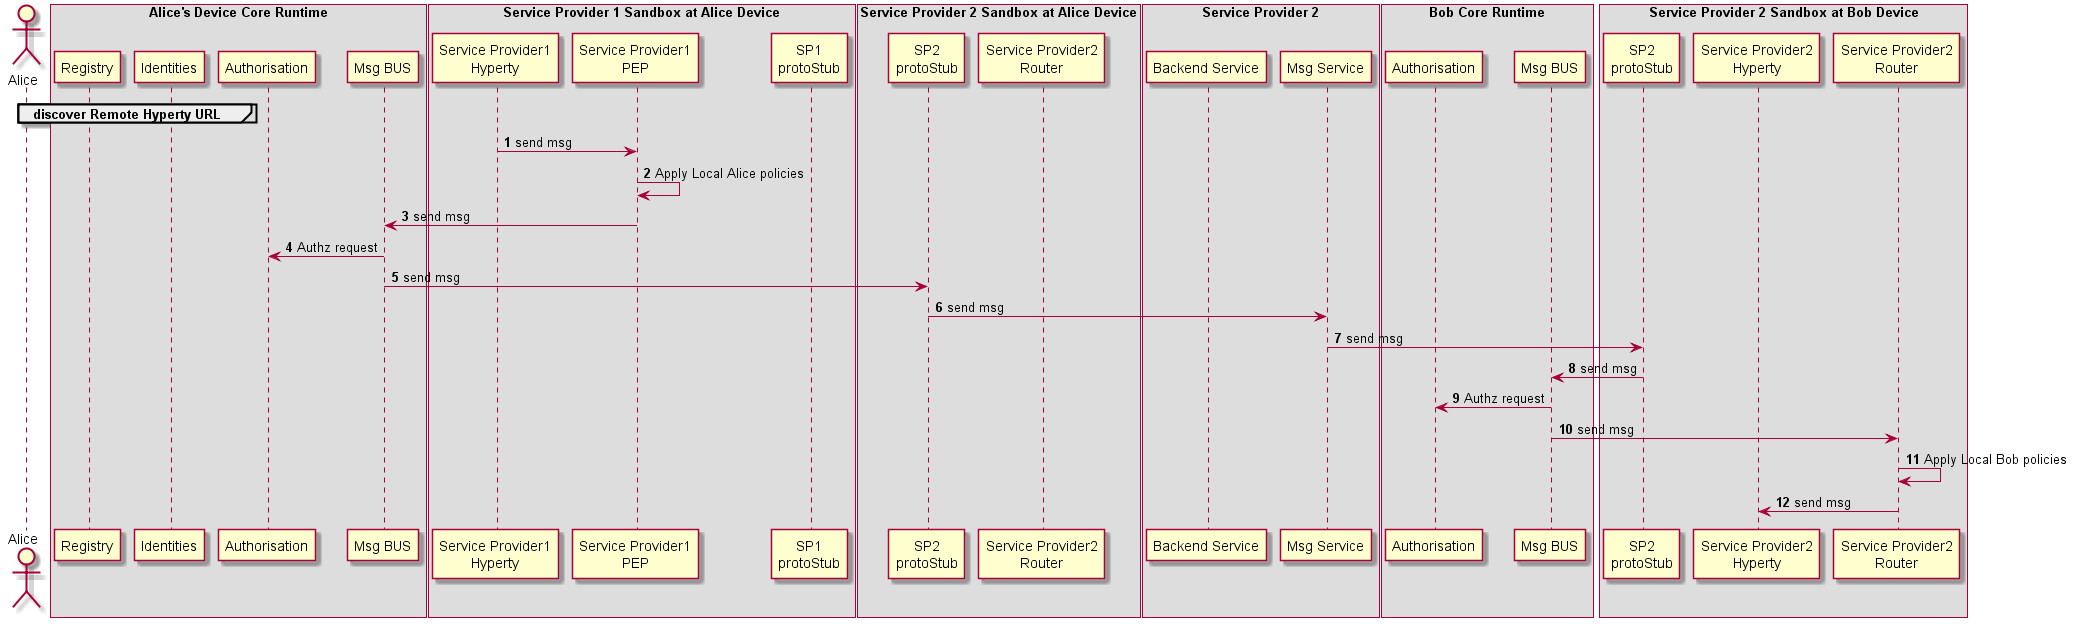 Alice's Device Core Runtime
Service Provider 1 Sandbox at Alice Device
Service Provider 2 Sandbox at Alice Device
Service Provider 2
Bob Core Runtime
Service Provider 2 Sandbox at Bob Device
Alice
Registry
Identities
Authorisation
Msg BUS
Service Provider1
Hyperty
Service Provider1
PEP
SP1
protoStub
SP2
protoStub
Service Provider2
Router
Backend Service
Msg Service
Authorisation
Msg BUS
SP2
protoStub
Service Provider2
Hyperty
Service Provider2
Router
discover Remote Hyperty URL
1 send msg
2 Apply Local Alice policies
3 send msg
4 Authz request
5 send msg
6 send msg
7 send msg
8 send msg
9 Authz request
10 send msg
11 Apply Local Bob policies
12 send msg
Alice
Registry
Identities
Authorisation
Msg BUS
Service Provider1
Hyperty
Service Provider1
PEP
SP1
protoStub
SP2
protoStub
Service Provider2
Router
Backend Service
Msg Service
Authorisation
Msg BUS
SP2
protoStub
Service Provider2
Hyperty
Service Provider2
Router